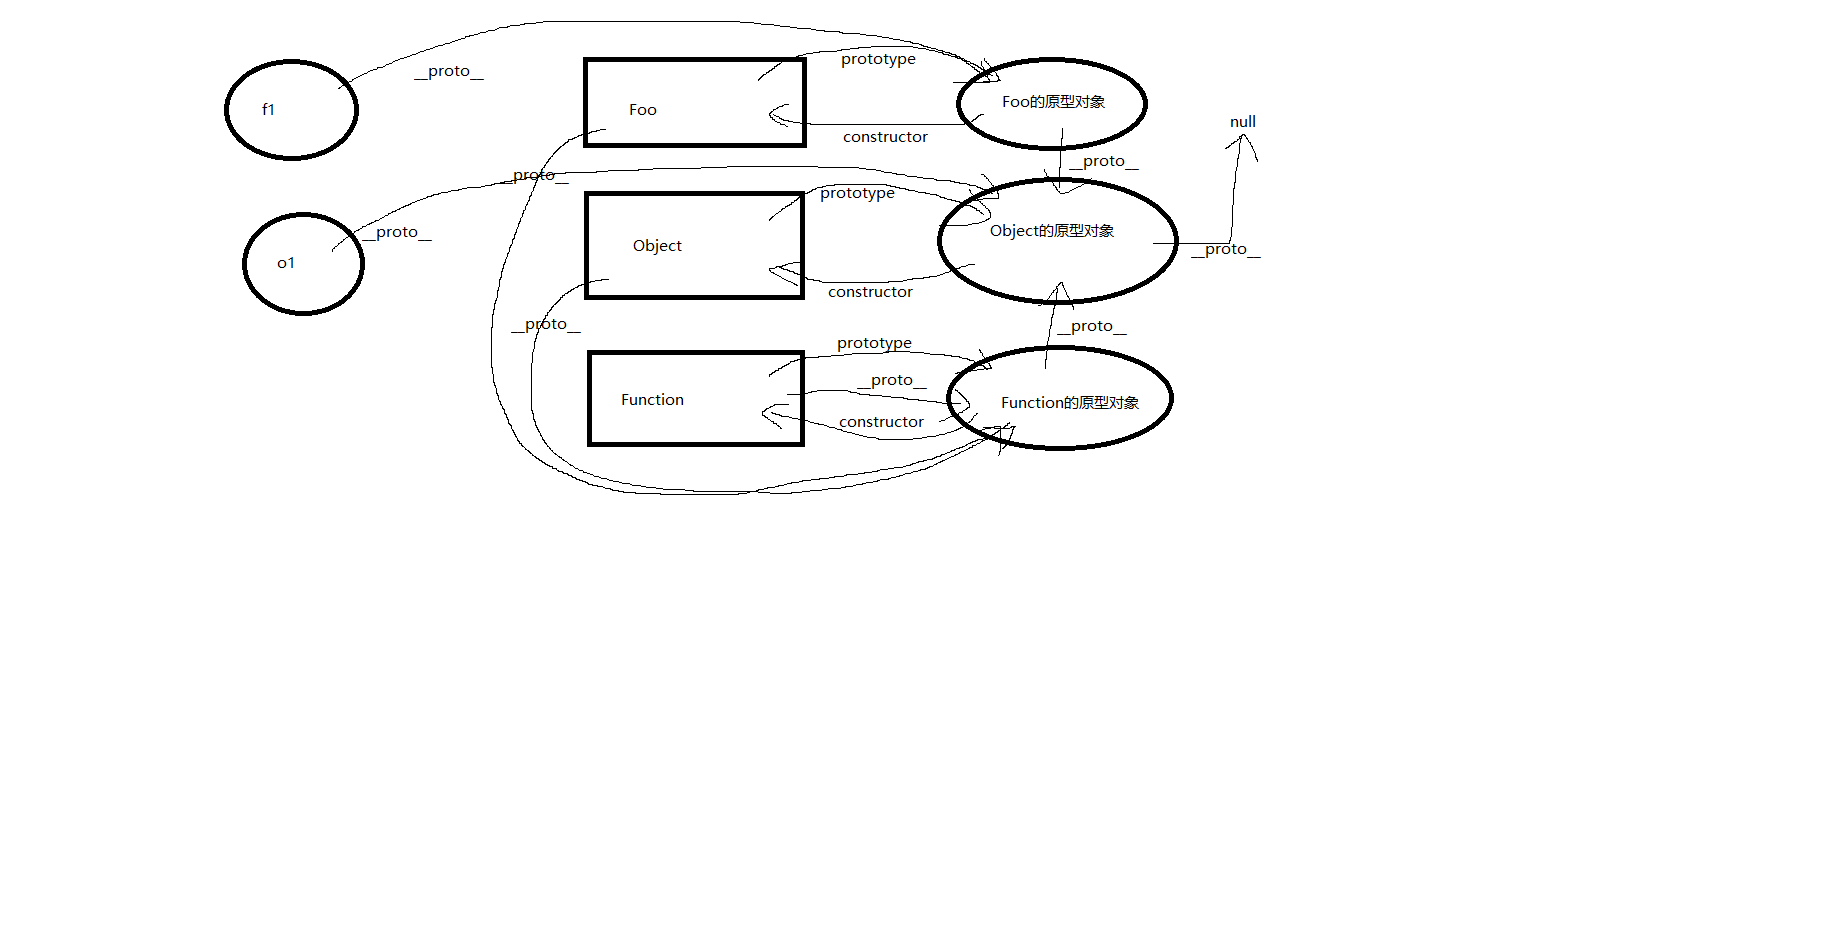 __proto__
prototype
f1
Foo
Foo的原型对象
constructor
null
__proto__
__proto__
prototype
__proto__
Object
Object的原型对象
__proto__
o1
constructor
__proto__
__proto__
prototype
__proto__
Function
Function的原型对象
constructor